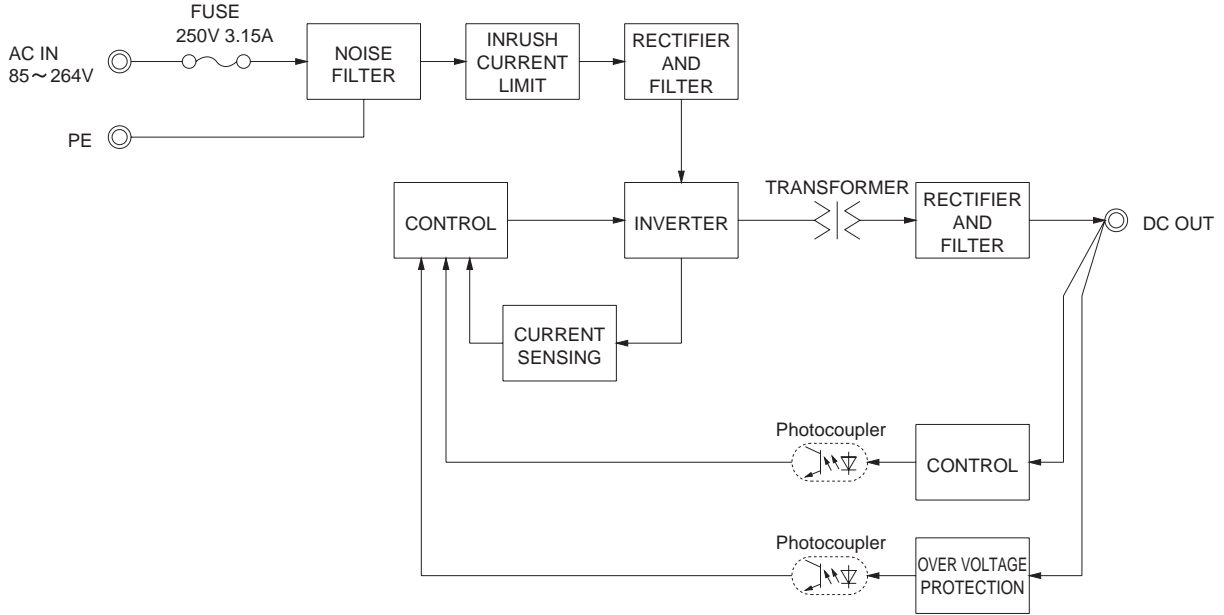 FUSE
250V 3.15A
AC IN
85～264V
NOISE
FILTER
INRUSH
CURRENT
LIMIT
RECTIFIER
AND
FILTER
PE
CONTROL
INVERTER
TRANSFORMER
RECTIFIER
AND
FILTER
DC OUT
CURRENT
SENSING
Photocoupler
CONTROL
Photocoupler
OVER VOLTAGE
PROTECTION